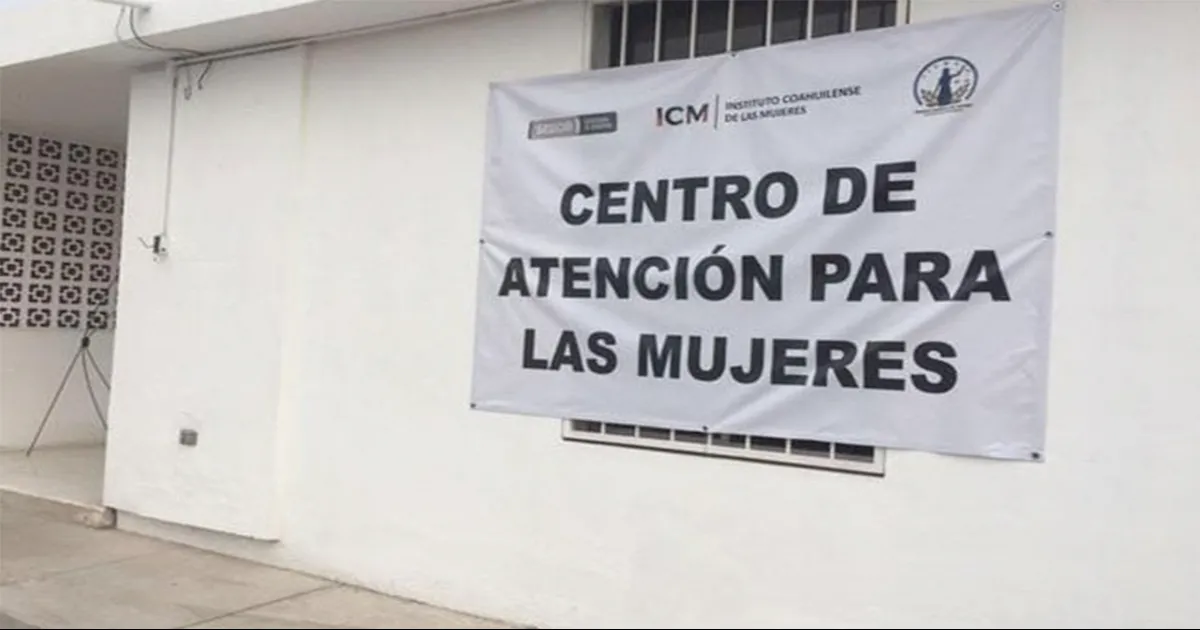 ICM
INSTITUTO COAHUILENSE
DE LAS MUJERES
CENTRO DE
ATENCIÓN PARA
LAS MUJERES